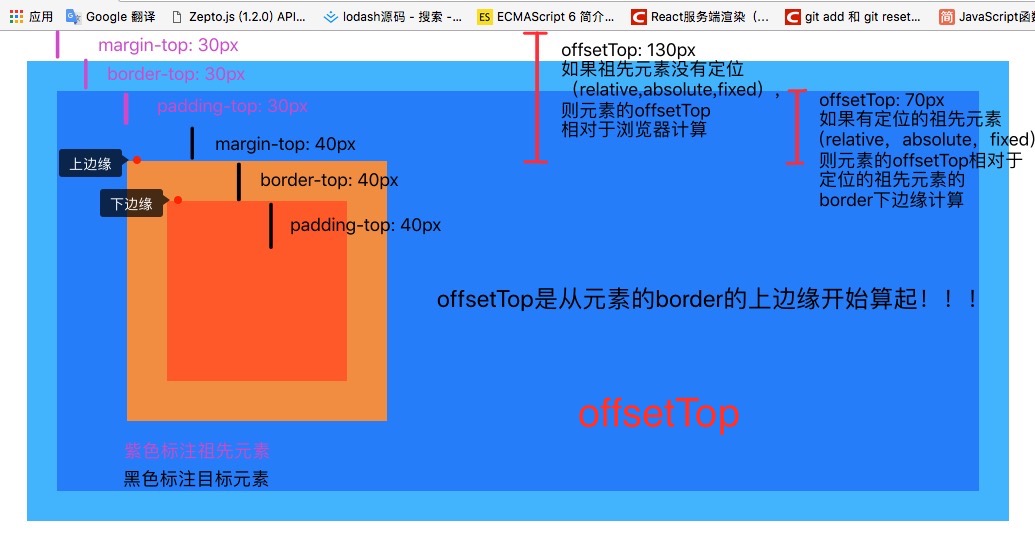 应用 Google 翻译 Zepto.js (1.2.0) API... lodash源码 - 搜索 -... ES ECMAScript 6 简介... C React服务端渲染（... C git add 和 git reset... 简 JavaScript函
margin-top: 30px
border-top: 30px
padding-top: 30px
margin-top: 40px
上边缘
border-top: 40px
下边缘
padding-top: 40px
offsetTop: 130px
如果祖先元素没有定位
（relative,absolute,fixed）,
则元素的offsetTop
相对于浏览器计算
offsetTop: 70px
如果有定位的祖先元素
(relative，absolute，fixed)
则元素的offsetTop相对于
定位的祖先元素的
border下边缘计算
offsetTop是从元素的border的上边缘开始算起！！！
offsetTop
紫色标注祖先元素
黑色标注目标元素